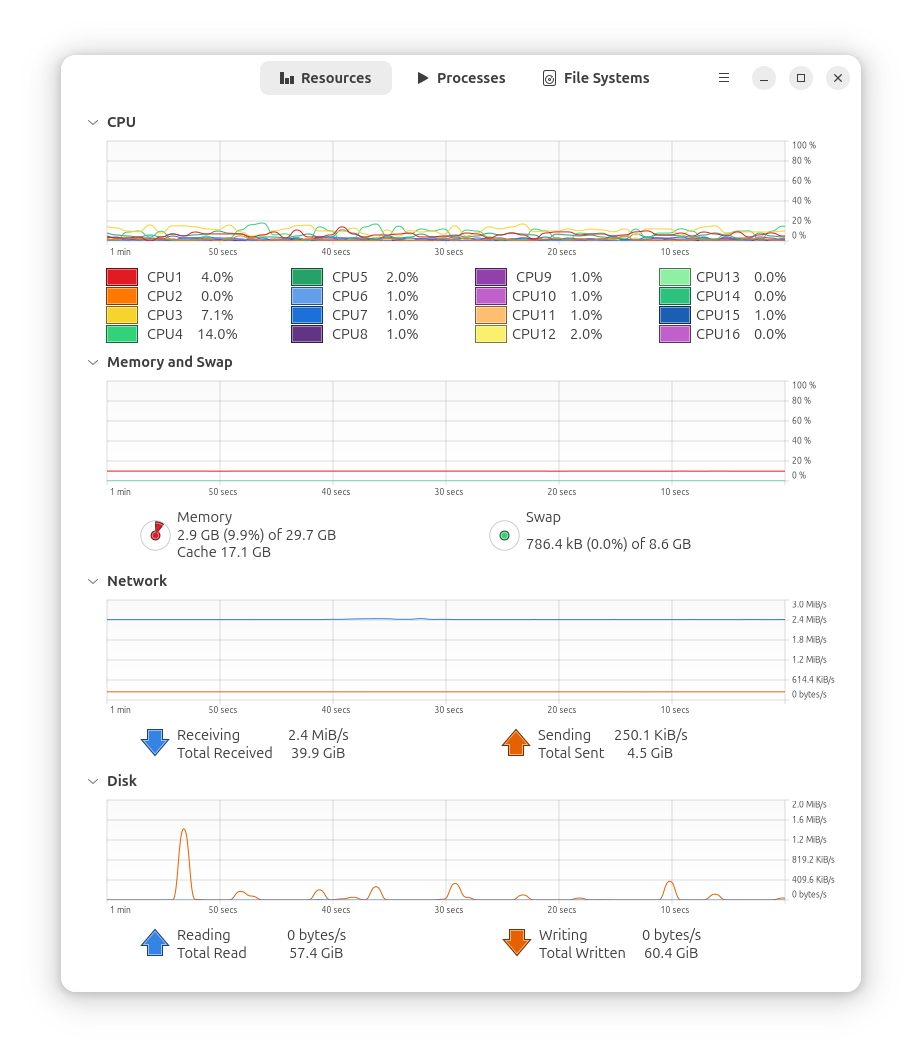 Resources Processes File Systems
CPU
100 %
80 %
60 %
40 %
20 %
0 %
1 min 50 secs 40 secs 30 secs 20 secs 10 secs
CPU1 4.0% CPU5 2.0% CPU9 1.0% CPU13 0.0%
CPU2 0.0% CPU6 1.0% CPU10 1.0% CPU14 0.0%
CPU3 7.1% CPU7 1.0% CPU11 1.0% CPU15 1.0%
CPU4 14.0% CPU8 1.0% CPU12 2.0% CPU16 0.0%
Memory and Swap
100 %
80 %
60 %
40 %
20 %
0 %
1 min 50 secs 40 secs 30 secs 20 secs 10 secs
Memory
2.9 GB (9.9%) of 29.7 GB
Cache 17.1 GB
Swap
786.4 kB (0.0%) of 8.6 GB
Network
3.0 MiB/s
2.4 MiB/s
1.8 MiB/s
1.2 MiB/s
614.4 KiB/s
0 bytes/s
1 min 50 secs 40 secs 30 secs 20 secs 10 secs
Receiving 2.4 MiB/s Sending 250.1 KiB/s
Total Received 39.9 GiB Total Sent 4.5 GiB
Disk
2.0 MiB/s
1.6 MiB/s
1.2 MiB/s
819.2 KiB/s
409.6 KiB/s
0 bytes/s
1 min 50 secs 40 secs 30 secs 20 secs 10 secs
Reading 0 bytes/s Writing 0 bytes/s
Total Read 57.4 GiB Total Written 60.4 GiB